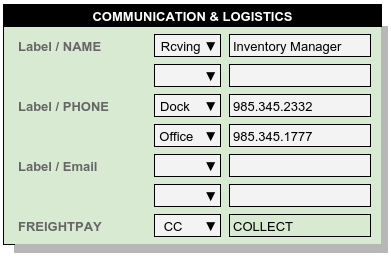 COMMUNICATION & LOGISTICS
Label / NAME Rcving ▼ Inventory Manager
▼
Label / PHONE Dock ▼ 985.345.2332
Office ▼ 985.345.1777
Label / Email ▼
▼
FREIGHTPAY CC ▼ COLLECT